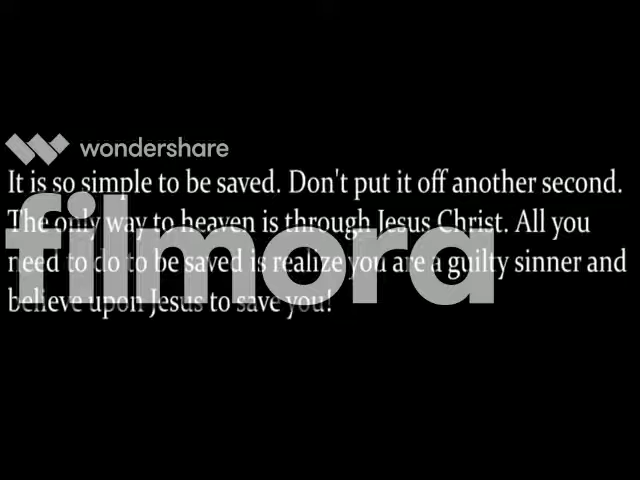 wondershare
It is so simple to be saved. Don't put it off another second.
The only way to heaven is through Jesus Christ. All you
filmora
need to do to be saved is realize you are a guilty sinner and
believe upon Jesus to save you!